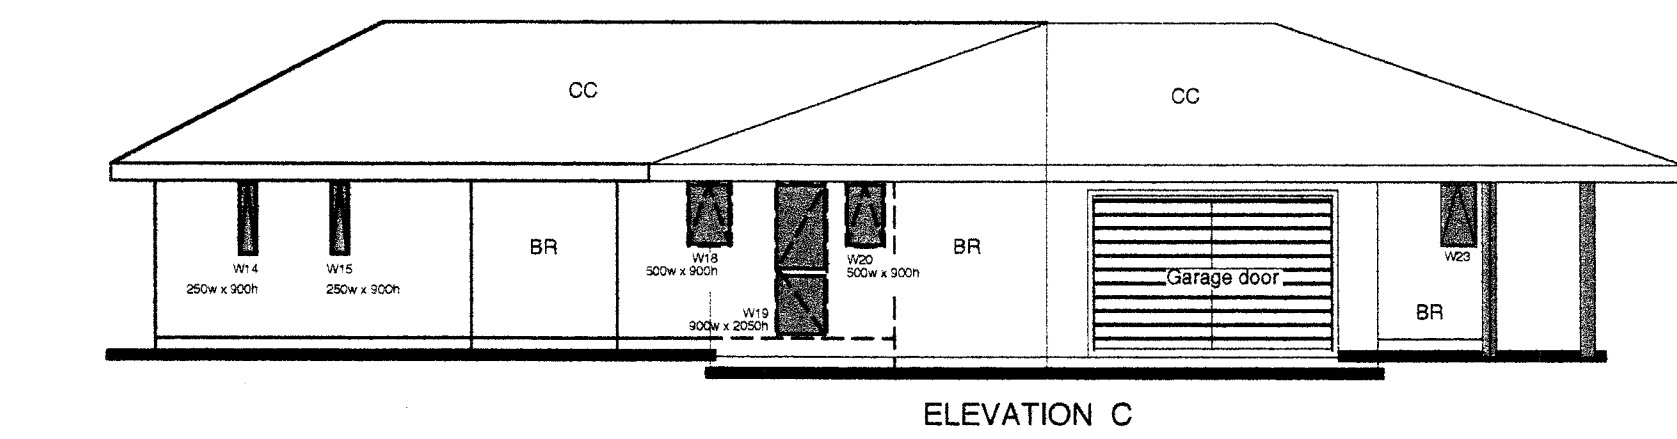 CC
CC
BR
BR
W14
250w x 900h
W15
250w x 900h
W18
500w x 900h
W19
900w x 2050h
W20
500w x 900h
Garage door
W23
BR
ELEVATION C